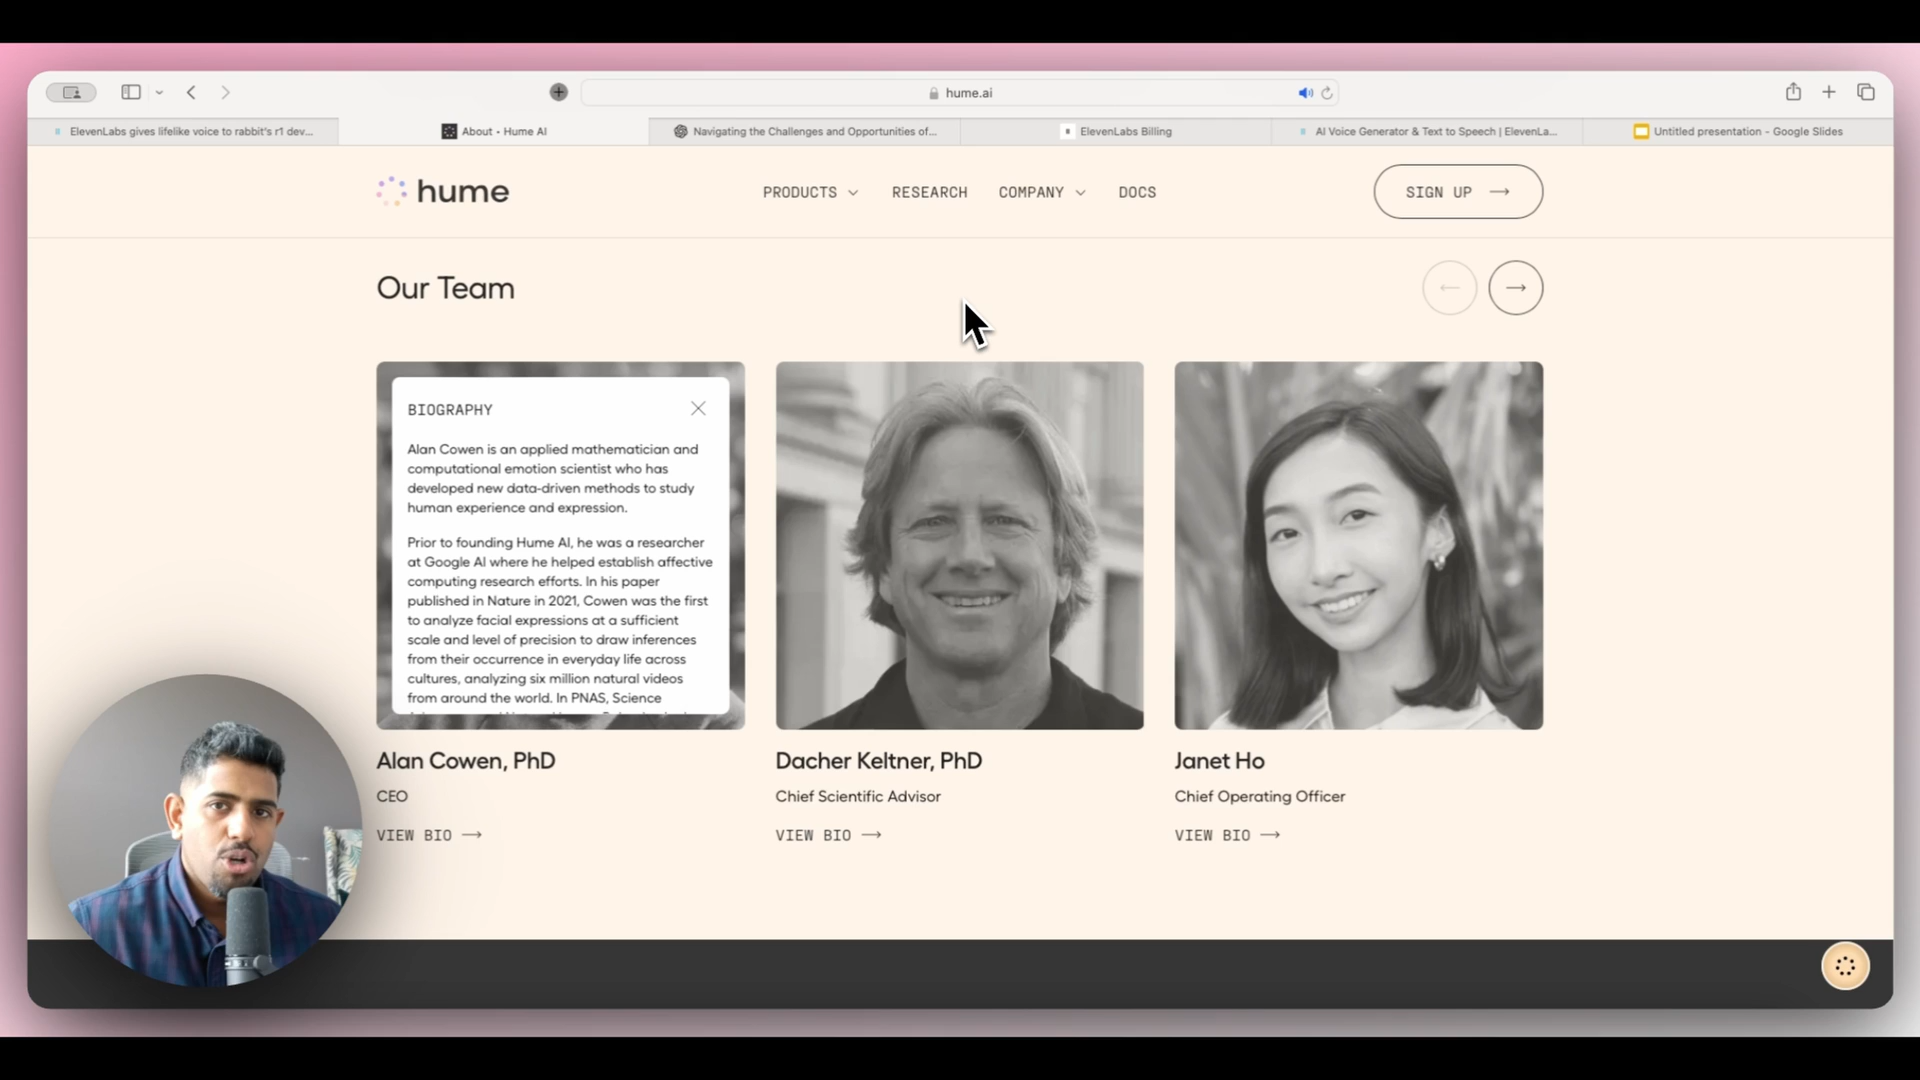 hume.ai
ElevenLabs gives lifelike voice to rabbit's r1 dev...
About • Hume AI
Navigating the Challenges and Opportunities of...
ElevenLabs Billing
AI Voice Generator & Text to Speech | ElevenLa...
Untitled presentation - Google Slides
hume
PRODUCTS
RESEARCH
COMPANY
DOCS
SIGN UP
Our Team
BIOGRAPHY
Alan Cowen is an applied mathematician and
computational emotion scientist who has
developed new data-driven methods to study
human experience and expression.
Prior to founding Hume AI, he was a researcher
at Google AI where he helped establish affective
computing research efforts. In his paper
published in Nature in 2021, Cowen was the first
to analyze facial expressions at a sufficient
scale and level of precision to draw inferences
from their occurrence in everyday life across
cultures, analyzing six million natural videos
from around the world. In PNAS, Science
Alan Cowen, PhD
CEO
VIEW BIO
Dacher Keltner, PhD
Chief Scientific Advisor
VIEW BIO
Janet Ho
Chief Operating Officer
VIEW BIO